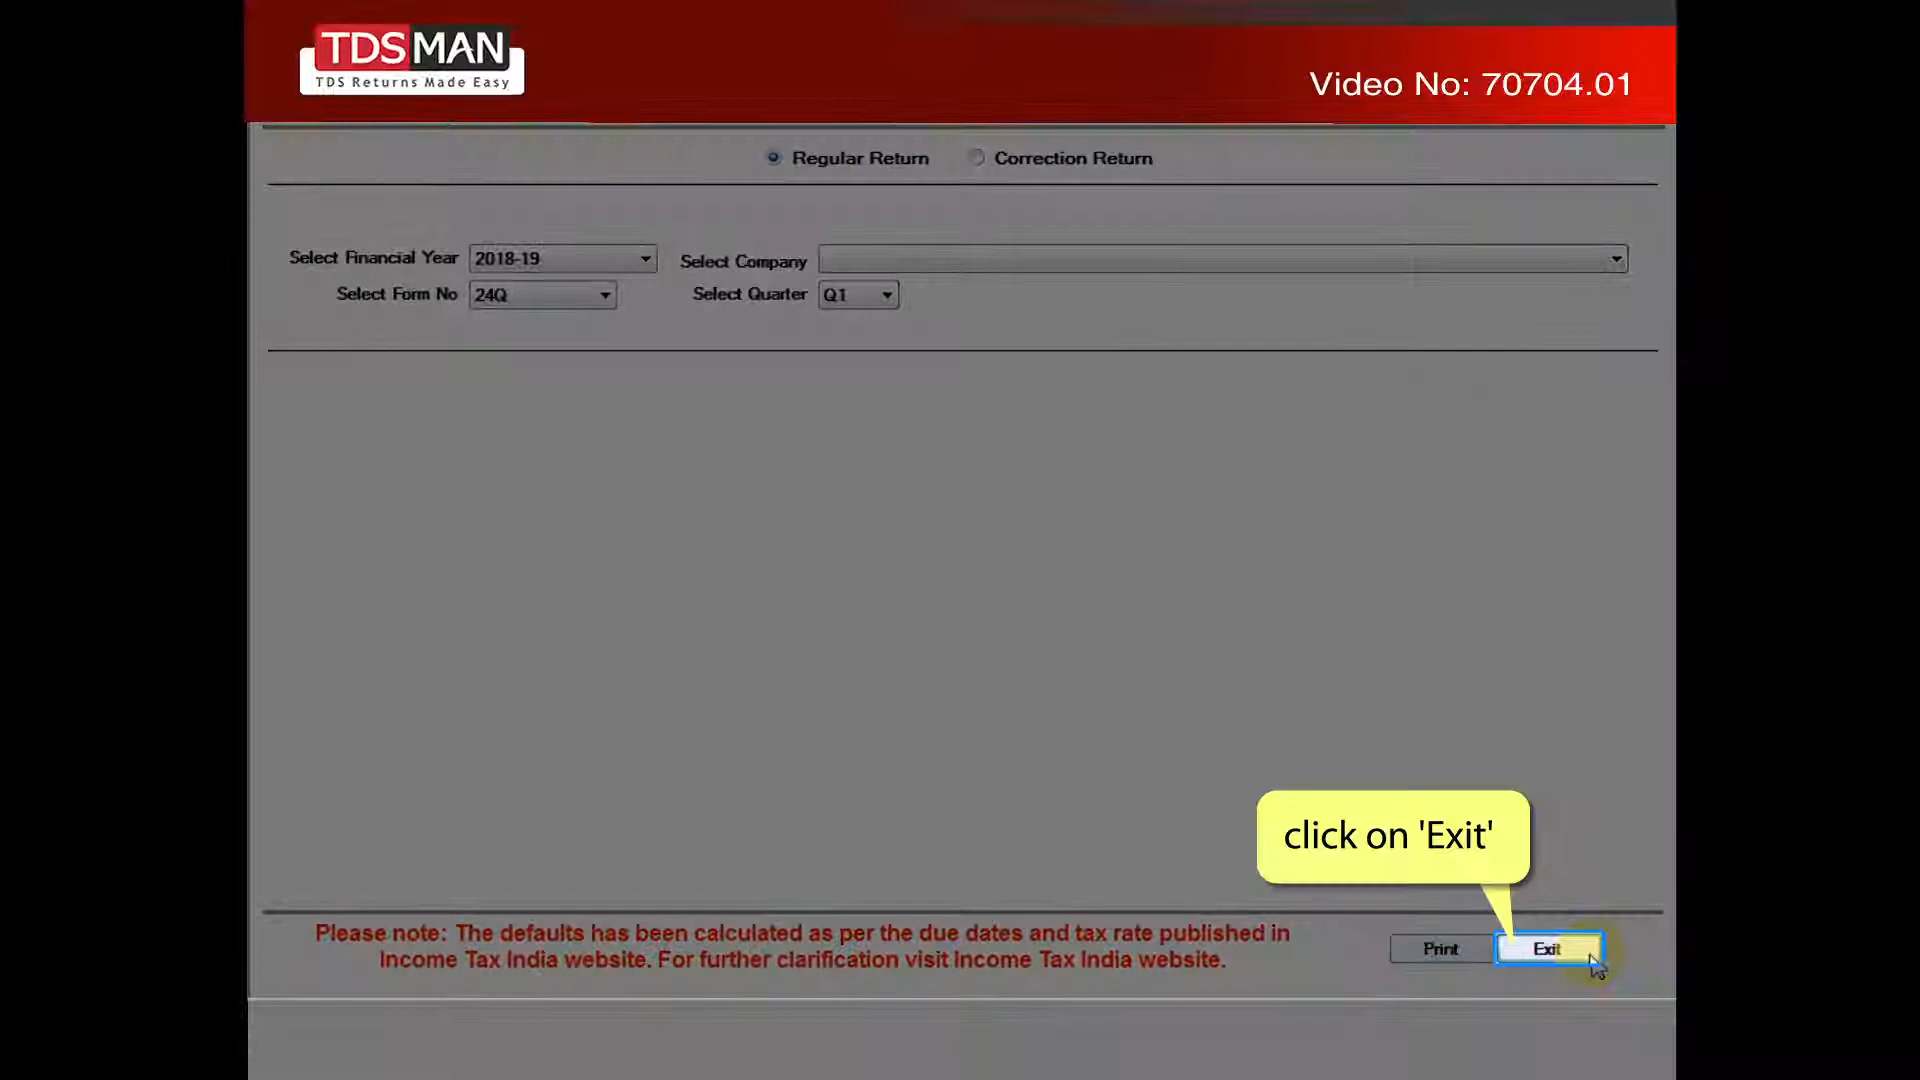 TDSMAN
TDS Returns Made Easy
Video No: 70704.01
Regular Return Correction Return
Select Financial Year 2018-19 Select Company
Select Form No 24Q Select Quarter Q1
click on 'Exit'
Please note: The defaults has been calculated as per the due dates and tax rate published in
Income Tax India website. For further clarification visit Income Tax India website.
Print Exit